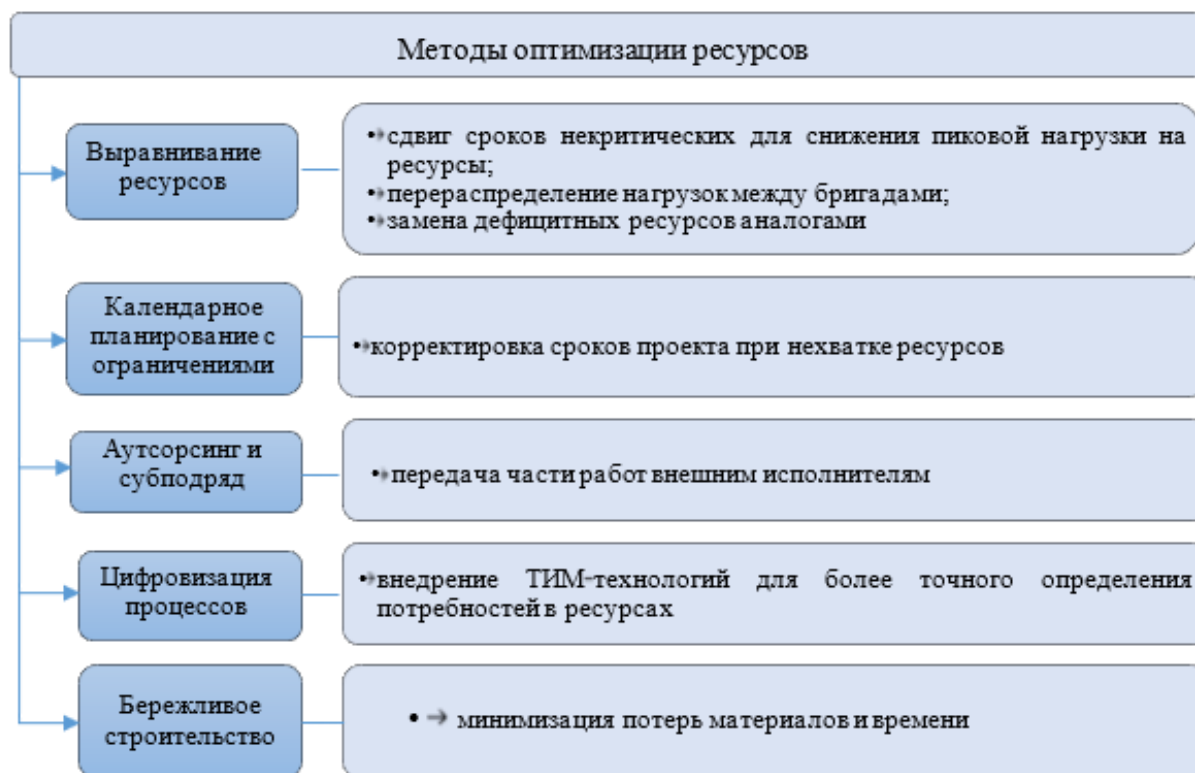 Методы оптимизации ресурсов
Выравнивание
ресурсов
•→сдвиг сроков некритических для снижения пиковой нагрузки на
ресурсы;
•→перераспределение нагрузок между бригадами;
•→замена дефицитных ресурсов аналогами
Календарное
планирование с
ограничениями
•→корректировка сроков проекта при нехватке ресурсов
Аутсорсинг и
субподряд
•→передача части работ внешним исполнителям
Цифровизация
процессов
•→внедрение ТИМ-технологий для более точного определения
потребностей в ресурсах
Бережливое
строительство
• → минимизация потерь материалов и времени